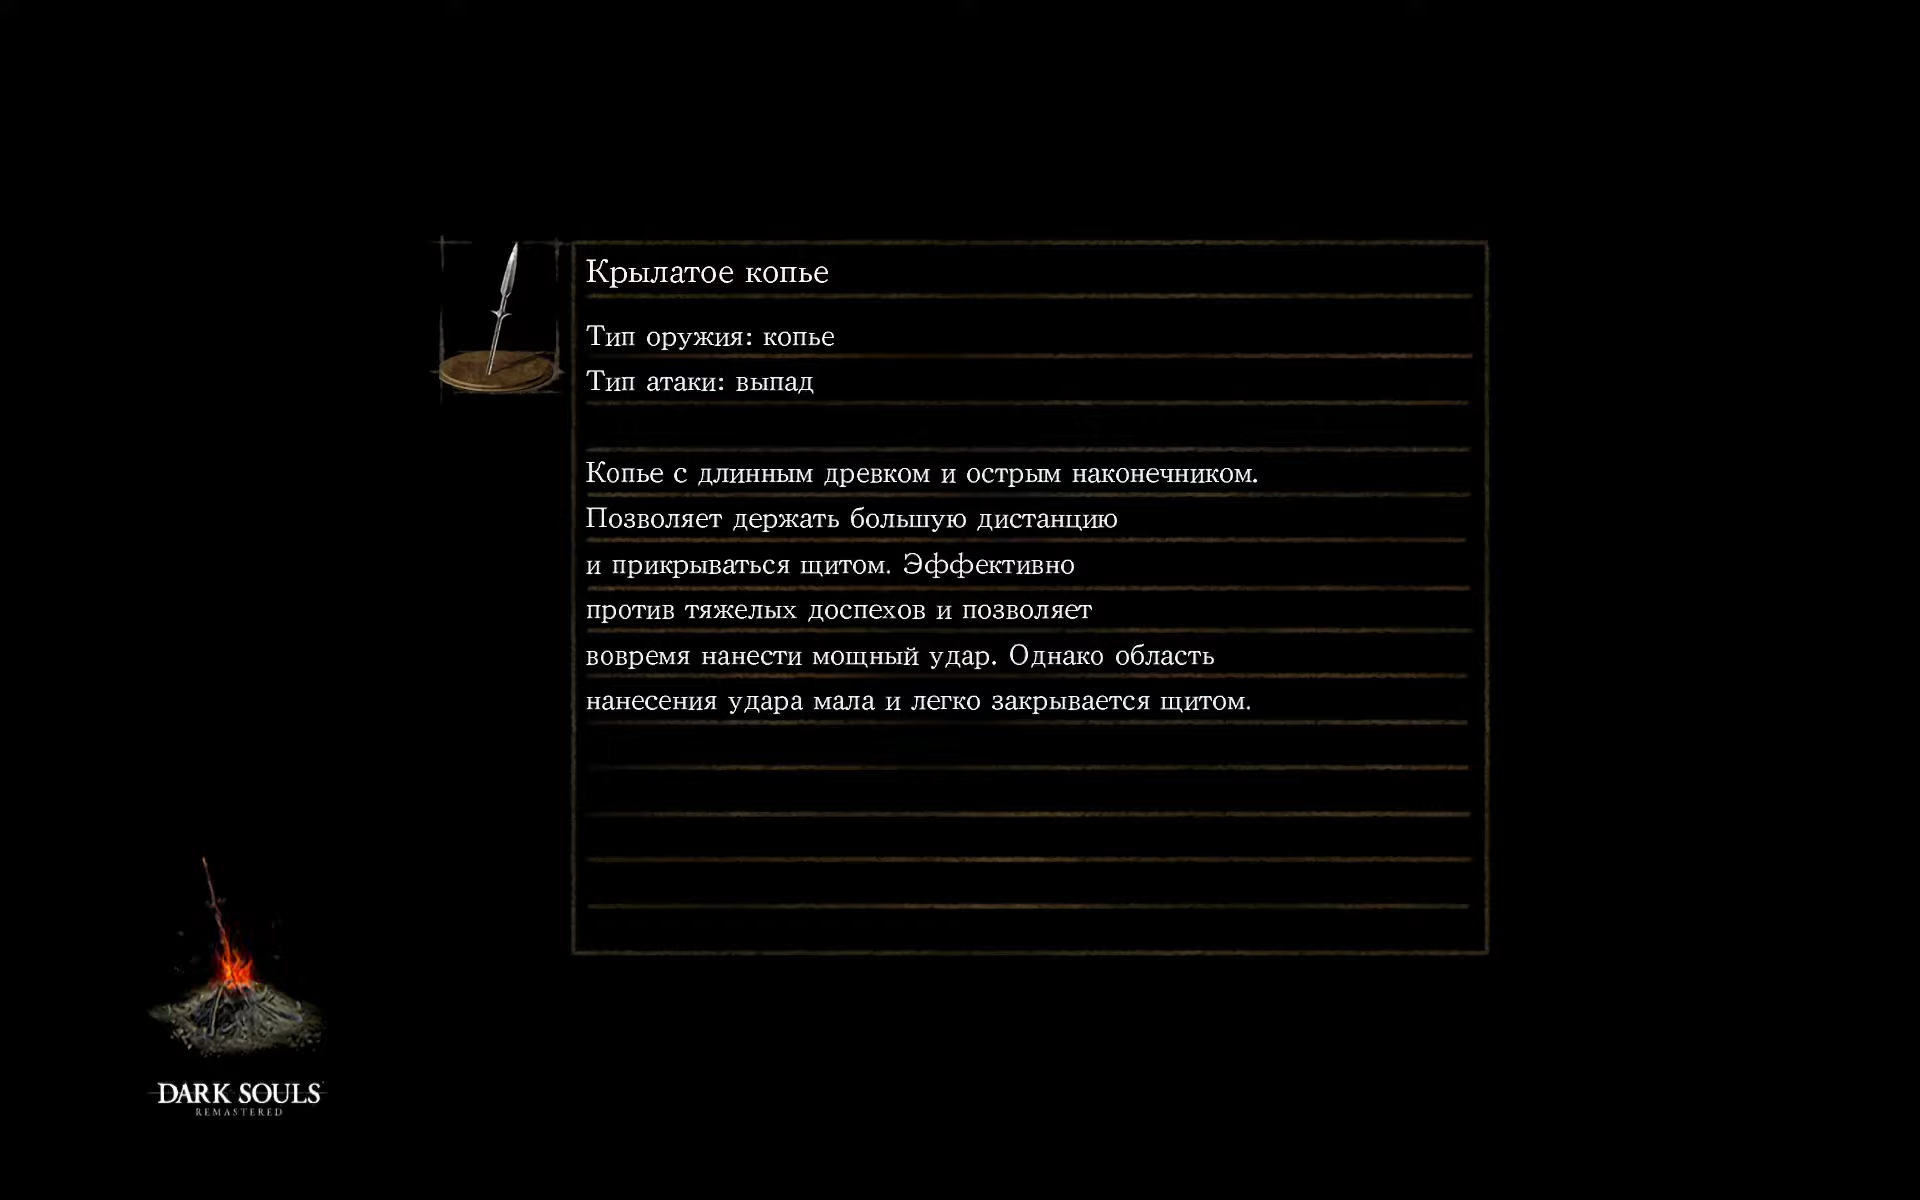 Крылатое копье
Тип оружия: копье
Тип атаки: выпад
Копье с длинным древком и острым наконечником.
Позволяет держать большую дистанцию
и прикрываться щитом. Эффективно
против тяжелых доспехов и позволяет
вовремя нанести мощный удар. Однако область
нанесения удара мала и легко закрывается щитом.
DARK SOULS
REMASTERED